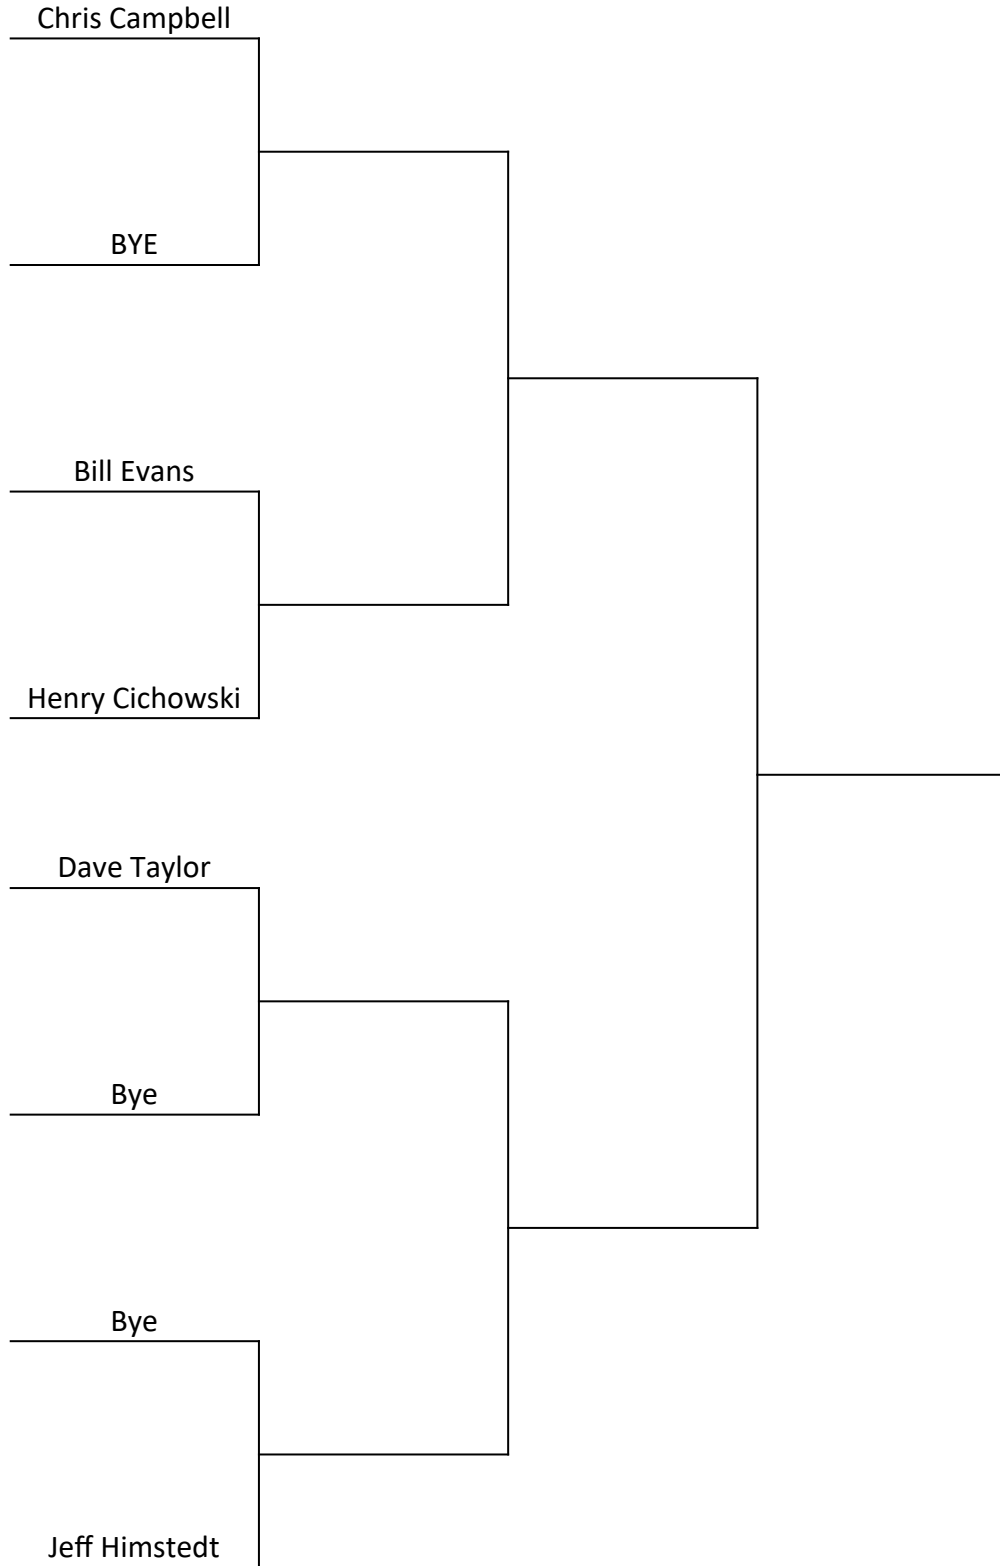 Chris Campbell
BYE
Bill Evans
Henry Cichowski
Dave Taylor
Bye
Bye
Jeff Himstedt